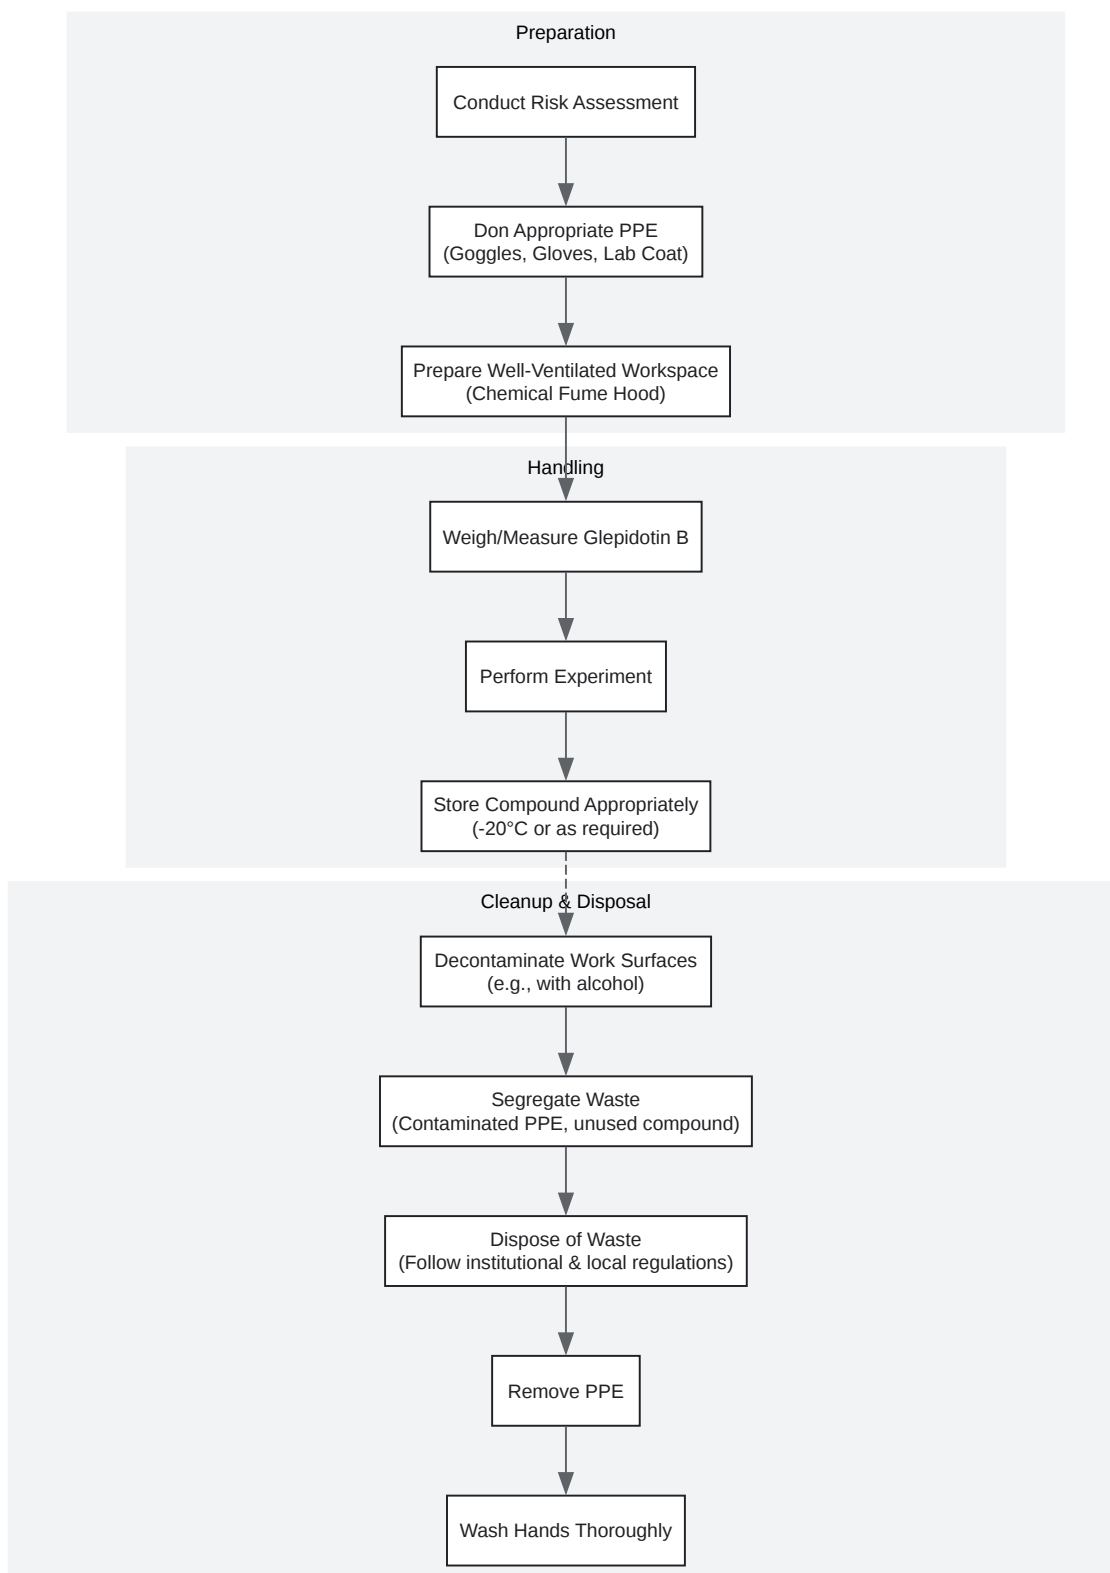 Preparation
Conduct Risk Assessment
Don Appropriate PPE
(Goggles, Gloves, Lab Coat)
Prepare Well-Ventilated Workspace
(Chemical Fume Hood)
Handling
Weigh/Measure Glepidotin B
Perform Experiment
Store Compound Appropriately
(-20°C or as required)
Cleanup & Disposal
Decontaminate Work Surfaces
(e.g., with alcohol)
Segregate Waste
(Contaminated PPE, unused compound)
Dispose of Waste
(Follow institutional & local regulations)
Remove PPE
Wash Hands Thoroughly